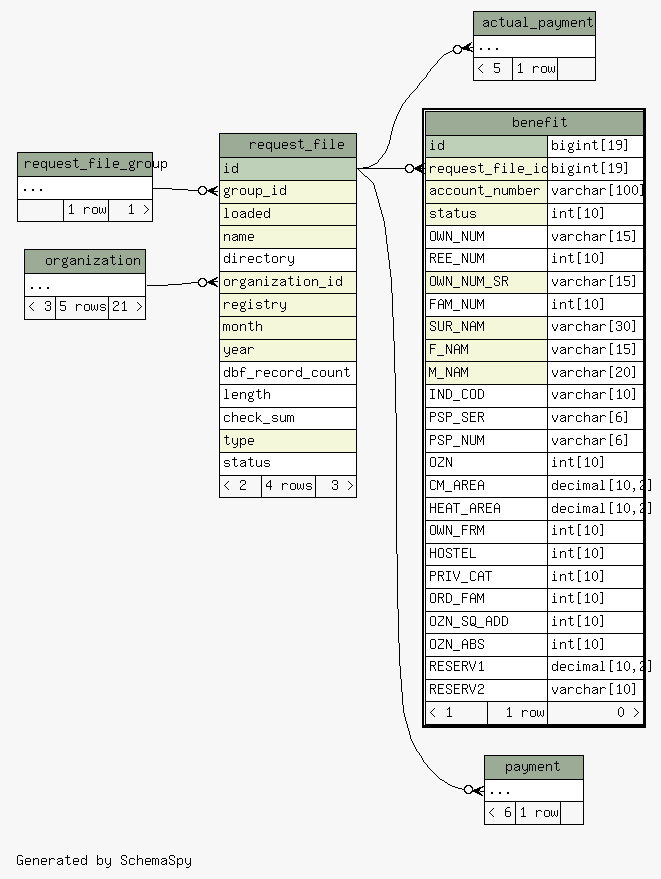 actual_payment
...
< 5 1 row
benefit
id bigint[19]
request_file_id bigint[19]
account_number varchar[100]
status int[10]
OWN_NUM varchar[15]
REE_NUM int[10]
OWN_NUM_SR varchar[15]
FAM_NUM int[10]
SUR_NAM varchar[30]
F_NAM varchar[15]
M_NAM varchar[20]
IND_COD varchar[10]
PSP_SER varchar[6]
PSP_NUM varchar[6]
OZN int[10]
CM_AREA decimal[10,2]
HEAT_AREA decimal[10,2]
OWN_FRM int[10]
HOSTEL int[10]
PRIV_CAT int[10]
ORD_FAM int[10]
OZN_SQ_ADD int[10]
OZN_ABS int[10]
RESERV1 decimal[10,2]
RESERV2 varchar[10]
< 1 1 row 0 >
request_file
id
group_id
loaded
name
directory
organization_id
registry
month
year
dbf_record_count
length
check_sum
type
status
< 2 4 rows 3 >
request_file_group
...
1 row 1 >
organization
...
< 3 5 rows 21 >
payment
...
< 6 1 row
Generated by SchemaSpy